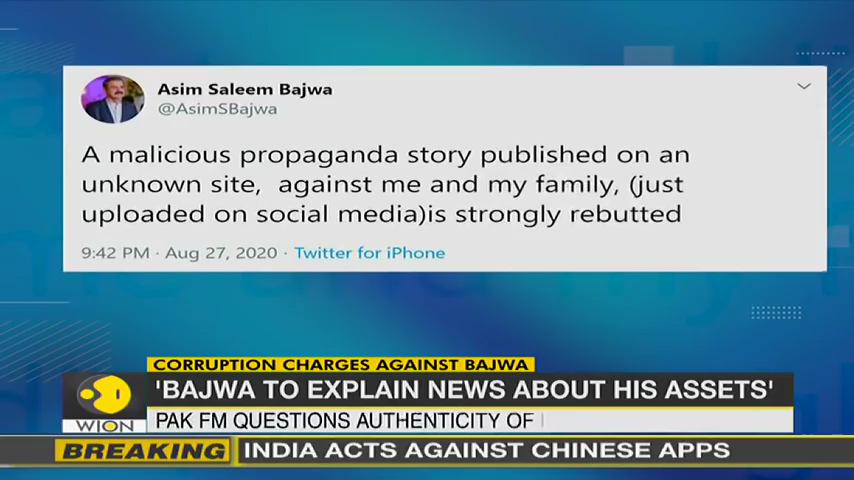 Asim Saleem Bajwa
@AsimSBajwa
A malicious propaganda story published on an
unknown site, against me and my family, (just
uploaded on social media)is strongly rebutted
9:42 PM · Aug 27, 2020 · Twitter for iPhone
CORRUPTION CHARGES AGAINST BAJWA
'BAJWA TO EXPLAIN NEWS ABOUT HIS ASSETS'
WION
PAK FM QUESTIONS AUTHENTICITY OF
BREAKING INDIA ACTS AGAINST CHINESE APPS